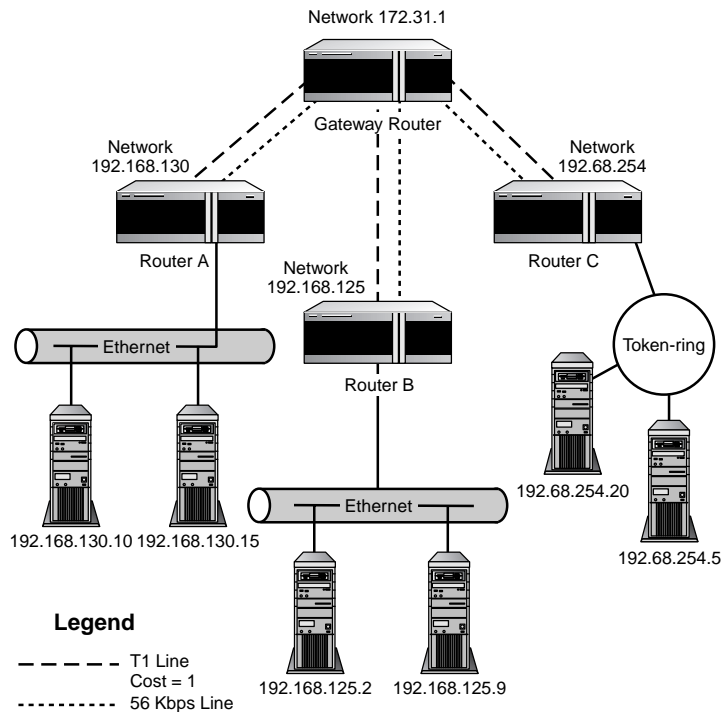 Network 172.31.1
Gateway Router
Network
192.168.130
Network
192.68.254
Router A
Network
192.168.125
Router C
Ethernet
Router B
Token-ring
Ethernet
192.68.254.20
192.168.130.10
192.168.130.15
192.68.254.5
192.168.125.2
192.168.125.9
Legend
T1 Line
Cost = 1
56 Kbps Line